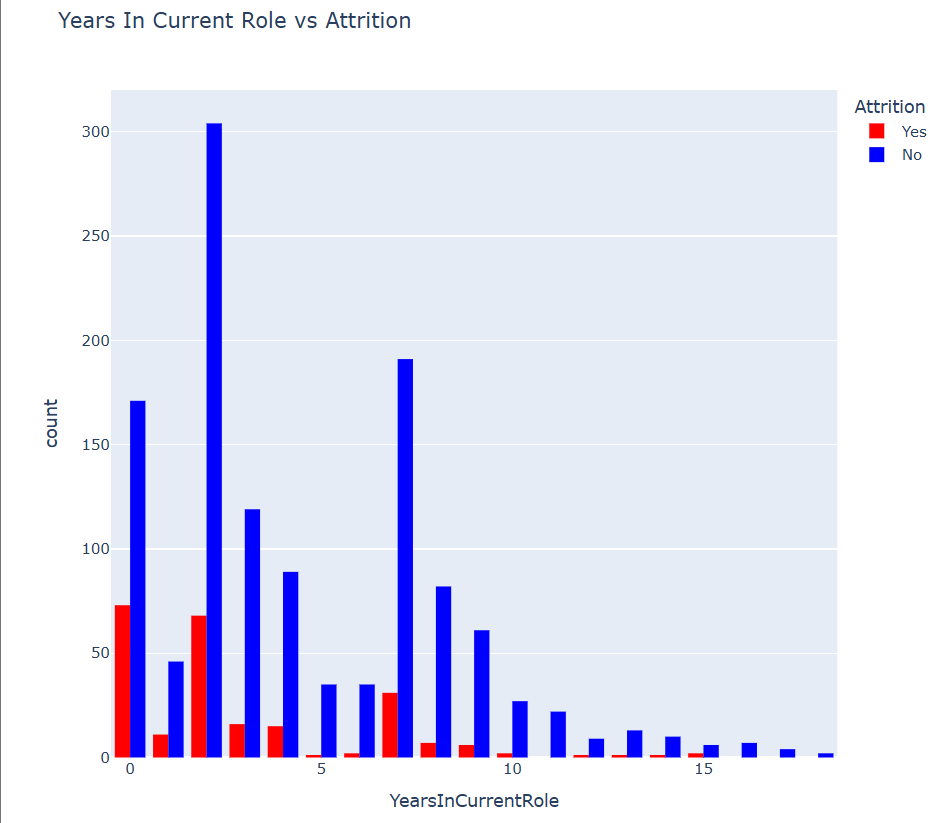 Years In Current Role vs Attrition
Attrition
Yes
No
300
250
200
150
100
50
0
count
0 5 10 15
YearsInCurrentRole